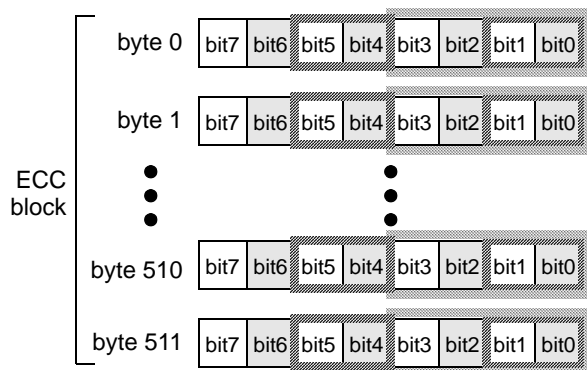 byte 0 bit7 bit6 bit5 bit4 bit3 bit2 bit1 bit0
byte 1 bit7 bit6 bit5 bit4 bit3 bit2 bit1 bit0
ECC
block
byte 510 bit7 bit6 bit5 bit4 bit3 bit2 bit1 bit0
byte 511 bit7 bit6 bit5 bit4 bit3 bit2 bit1 bit0